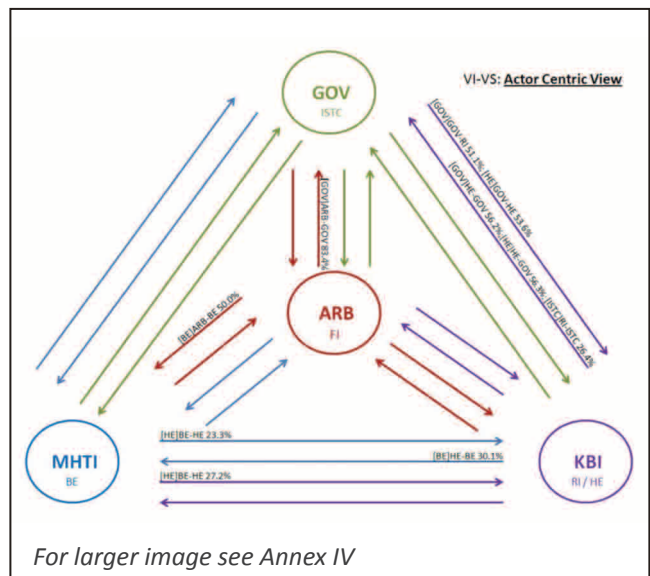 VI-VS: Actor Centric View
GOV
ISTC
[GOV]GOV-RI 51.1%; [HE]GOV-HE 53.6%
[GOV]HE-GOV 56.2%; [HE]HE-GOV 56.3%; [ISTC]RI-ISTC 26.4%
[GOV]ARB-GOV 83.4%
[BE]ARB-BE 50.0%
ARB
FI
[HE]BE-HE 23.3%
[BE]HE-BE 30.1%
[HE]BE-HE 27.2%
MHTI
BE
KBI
RI / HE
For larger image see Annex IV